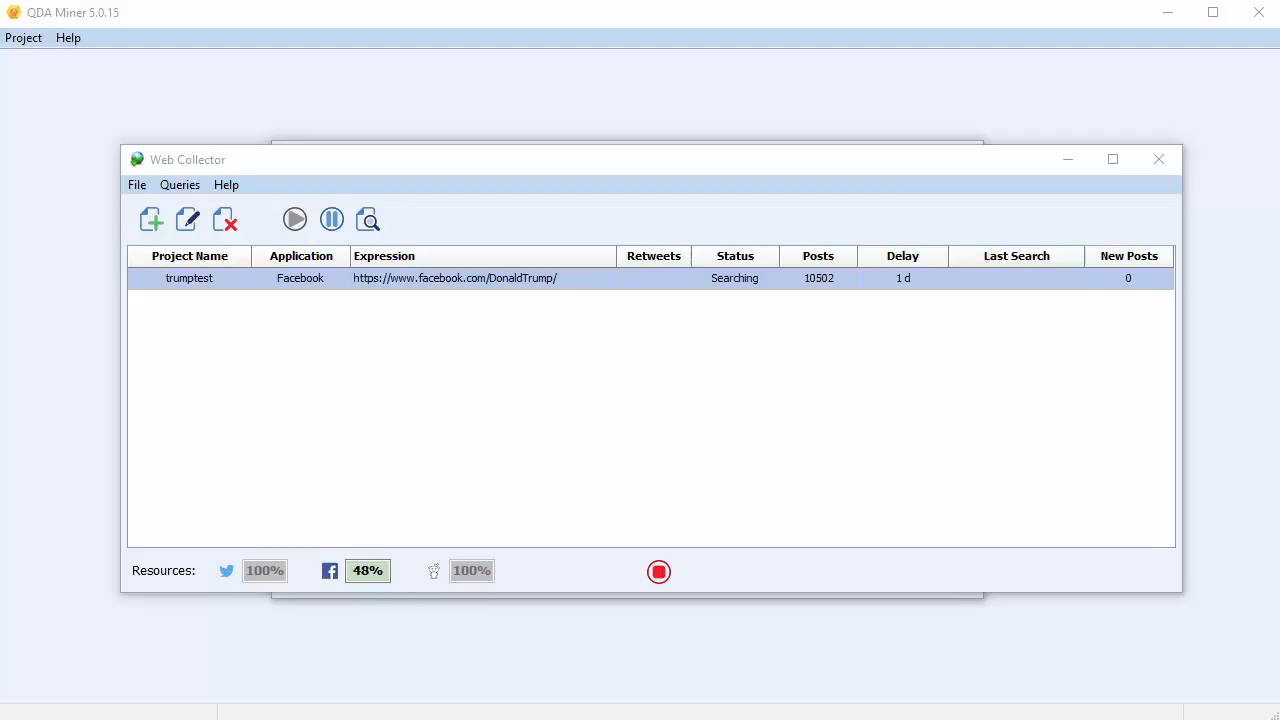 QDA Miner 5.0.15
Project Help
Web Collector
File Queries Help
Project Name Application Expression Retweets Status Posts Delay Last Search New Posts
trumptest Facebook https://www.facebook.com/DonaldTrump/ Searching 10502 1 d 0
Resources: 100% 48% 100%